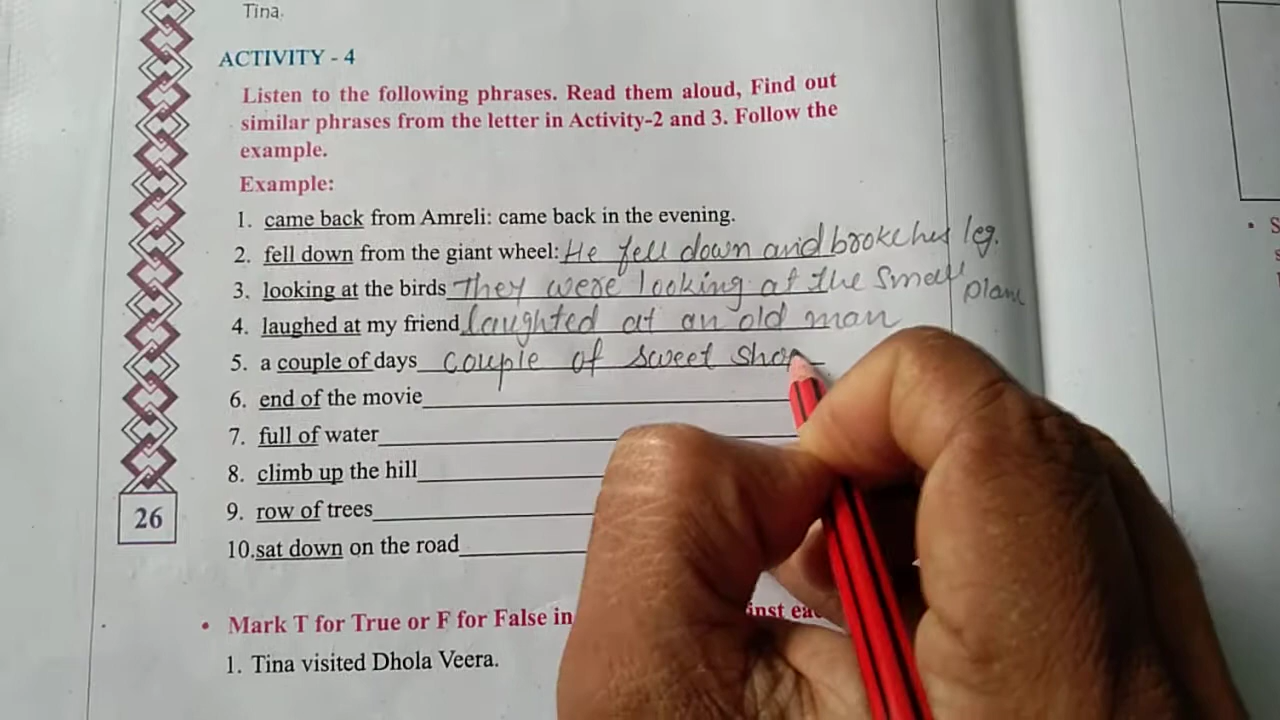 Tina.
ACTIVITY - 4
Listen to the following phrases. Read them aloud, Find out
similar phrases from the letter in Activity-2 and 3. Follow the
example.
Example:
1. came back from Amreli: came back in the evening.
2. fell down from the giant wheel: He fell down and brooke his leg.
3. looking at the birds They were looking at the small plane
4. laughed at my friend laughted at an old man
5. a couple of days couple of sweet shop
6. end of the movie
7. full of water
8. climb up the hill
9. row of trees
10. sat down on the road
26
• Mark T for True or F for False in
1. Tina visited Dhola Veera.